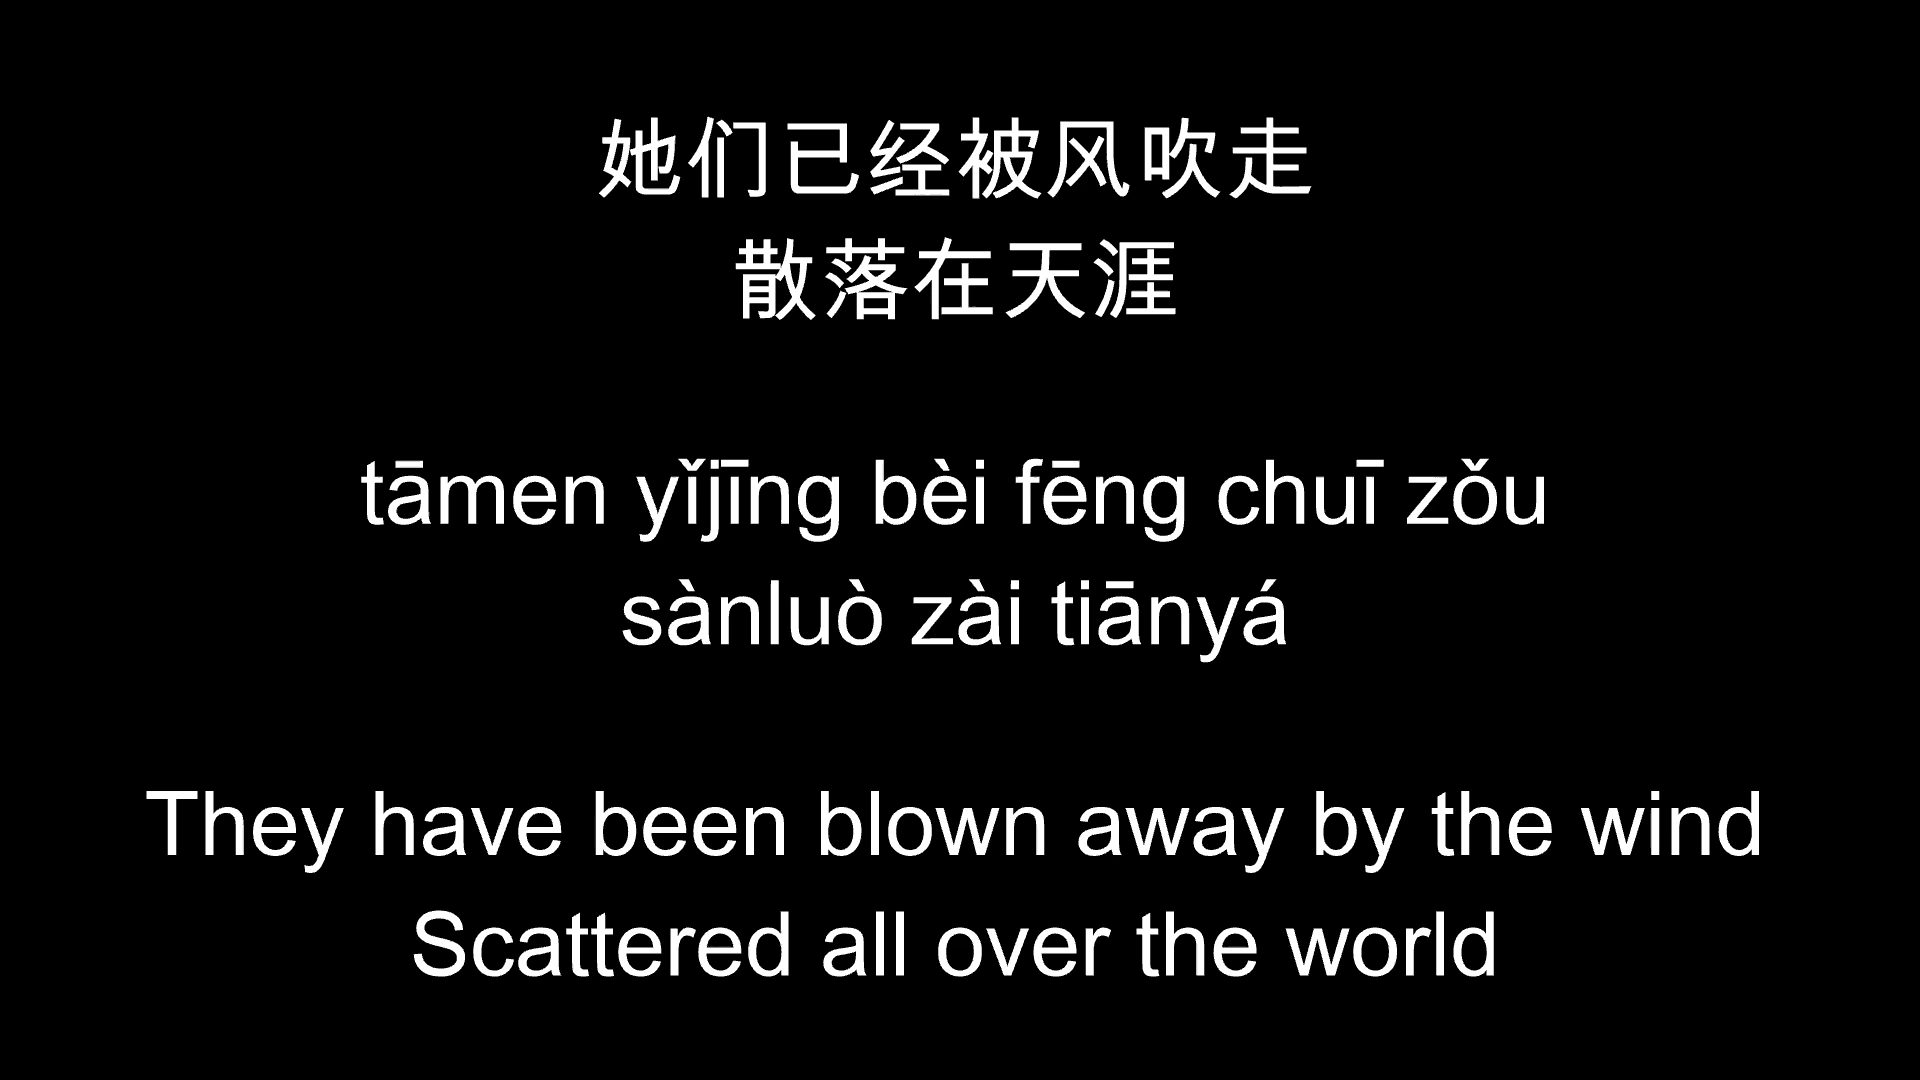 她们已经被风吹走
散落在天涯
tāmen yǐjīng bèi fēng chuī zǒu
sànluò zài tiānyá
They have been blown away by the wind
Scattered all over the world